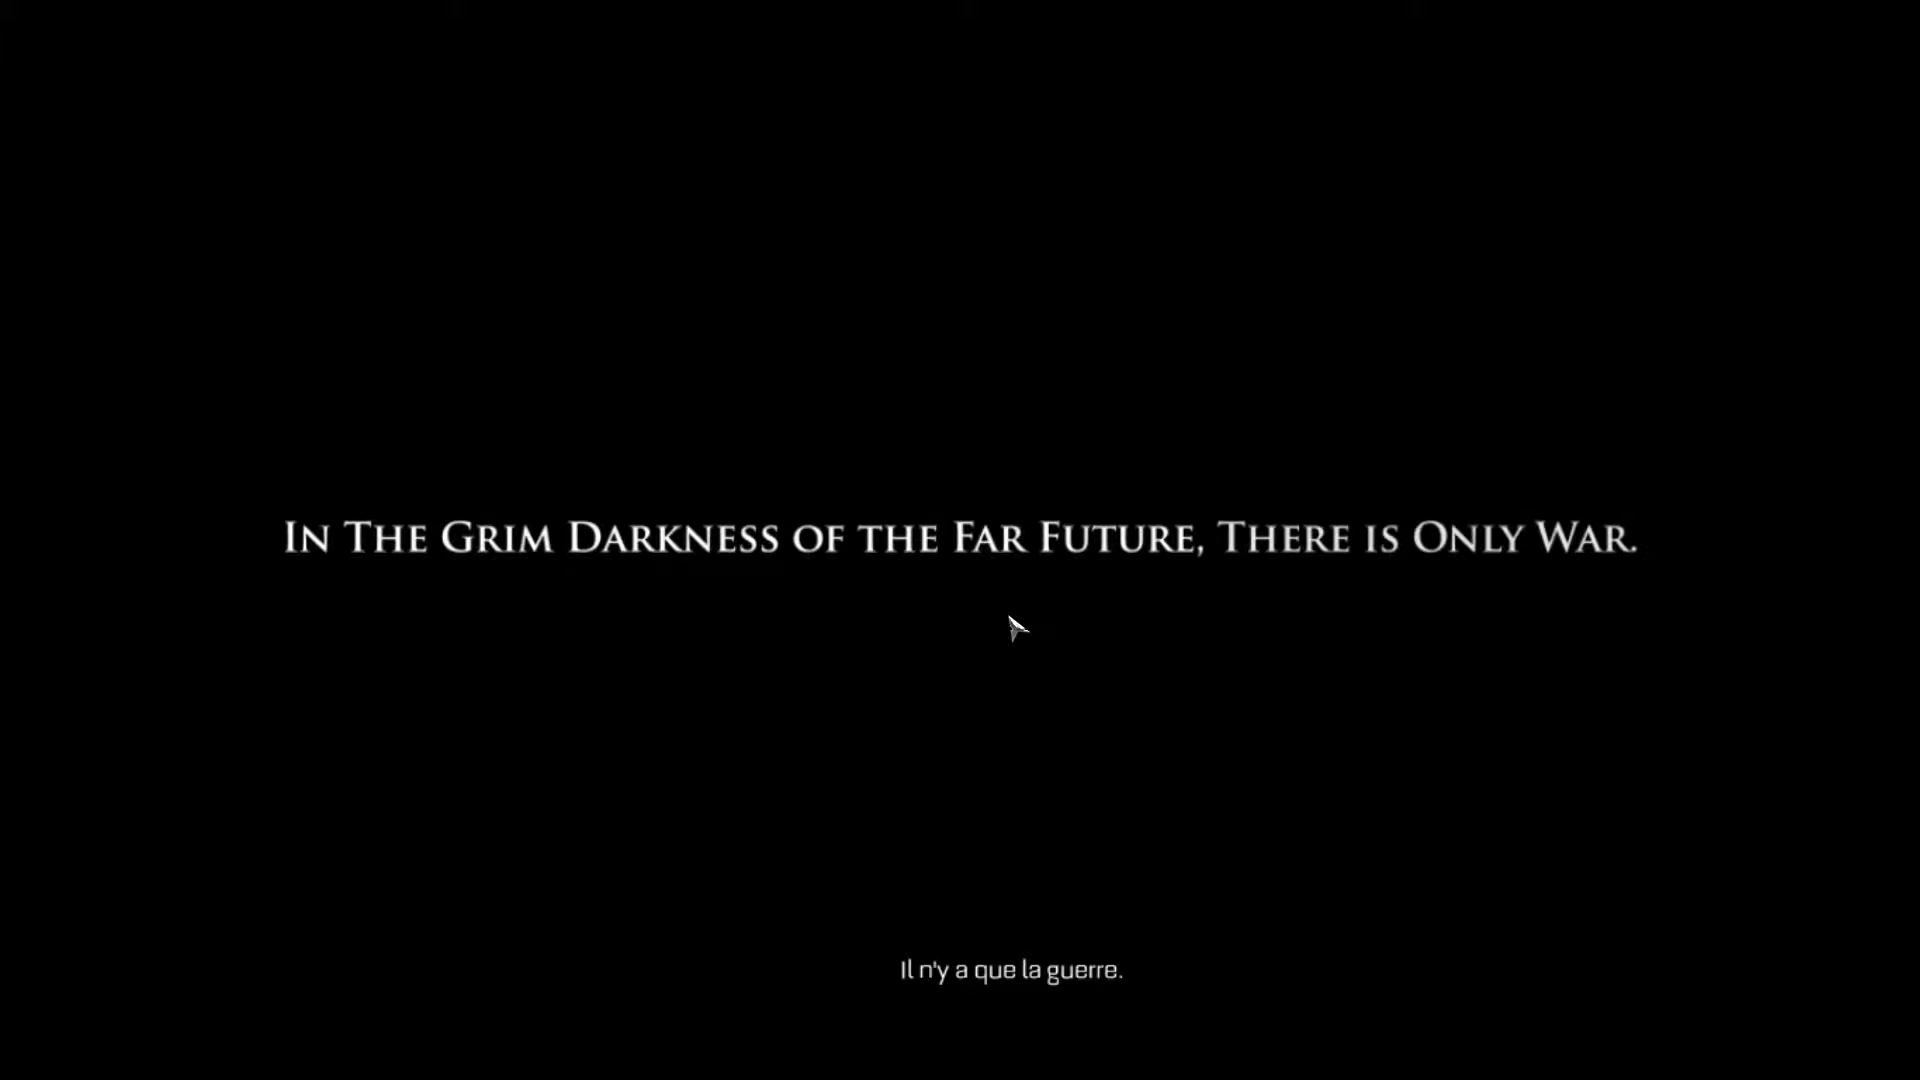 In The Grim Darkness of the Far Future, There is Only War.
Il n'y a que la guerre.